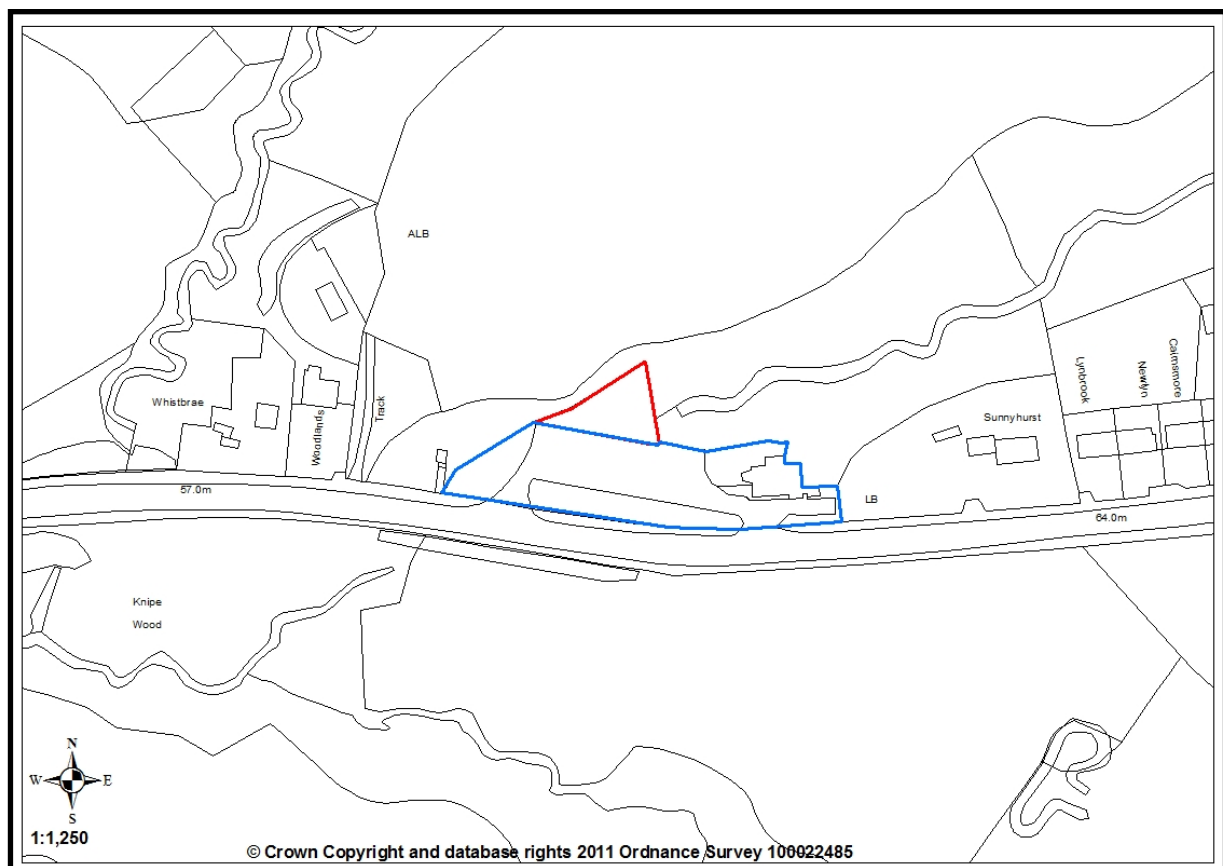 ALB
Whistbrae
Woodlands
Track
Sunnyhurst
Lynbrook
Newlyn
Cairnsmore
57.0m
LB
64.0m
Knipe
Wood
N
W E
S
1:1,250
© Crown Copyright and database rights 2011 Ordnance Survey 100022485